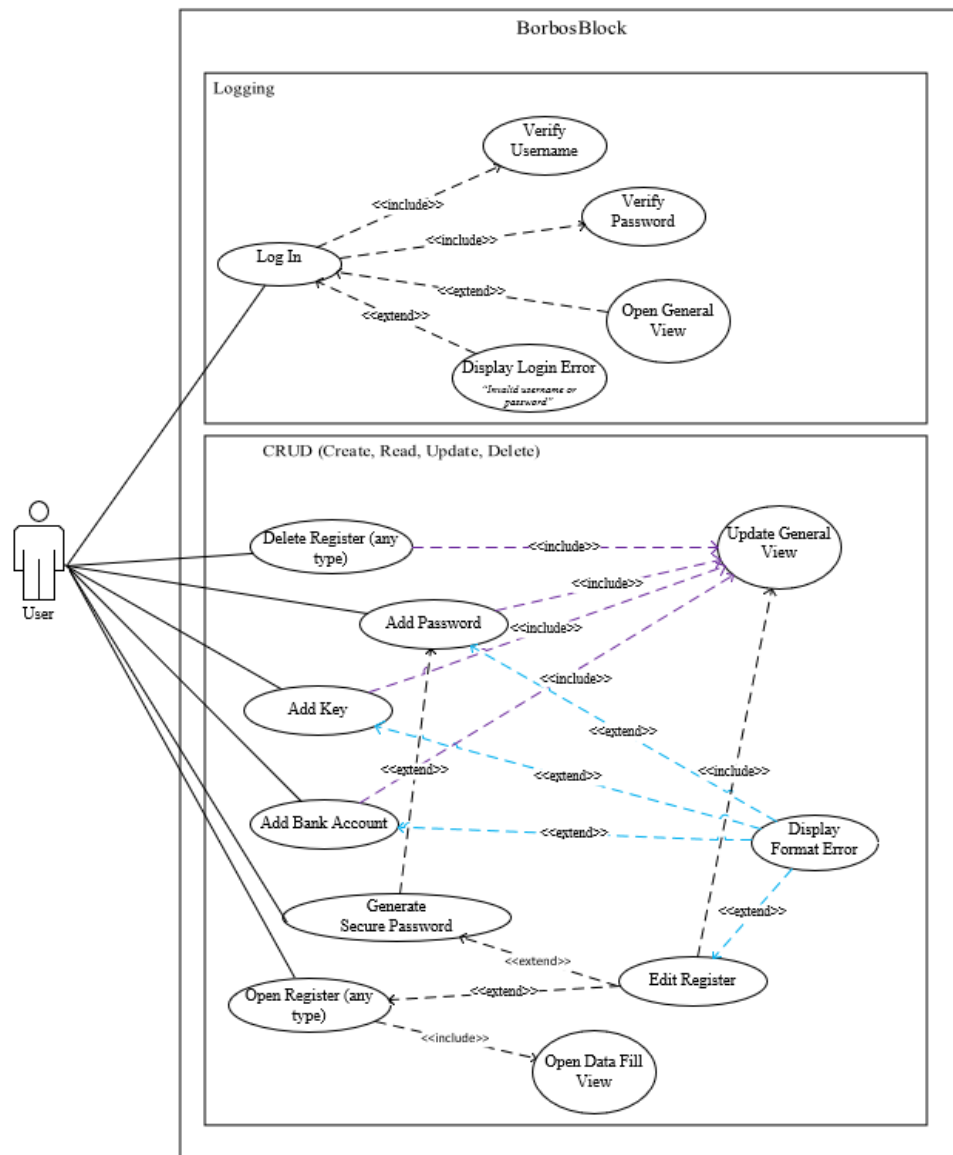 BorbosBlock
Logging
Verify
Username
<<include>>
Verify
Password
<<include>>
Log In
<<extend>>
Open General
View
<<extend>>
Display Login Error
"Invalid username or
password"
CRUD (Create, Read, Update, Delete)
User
Delete Register (any
type)
<<include>>
Update General
View
<<include>>
Add Password
<<include>>
<<include>>
Add Key
<<extend>>
<<extend>>
<<include>>
<<extend>>
Add Bank Account
<<extend>>
Display
Format Error
Generate
Secure Password
<<extend>>
<<extend>>
Edit Register
Open Register (any
type)
<<extend>>
<<include>>
Open Data Fill
View